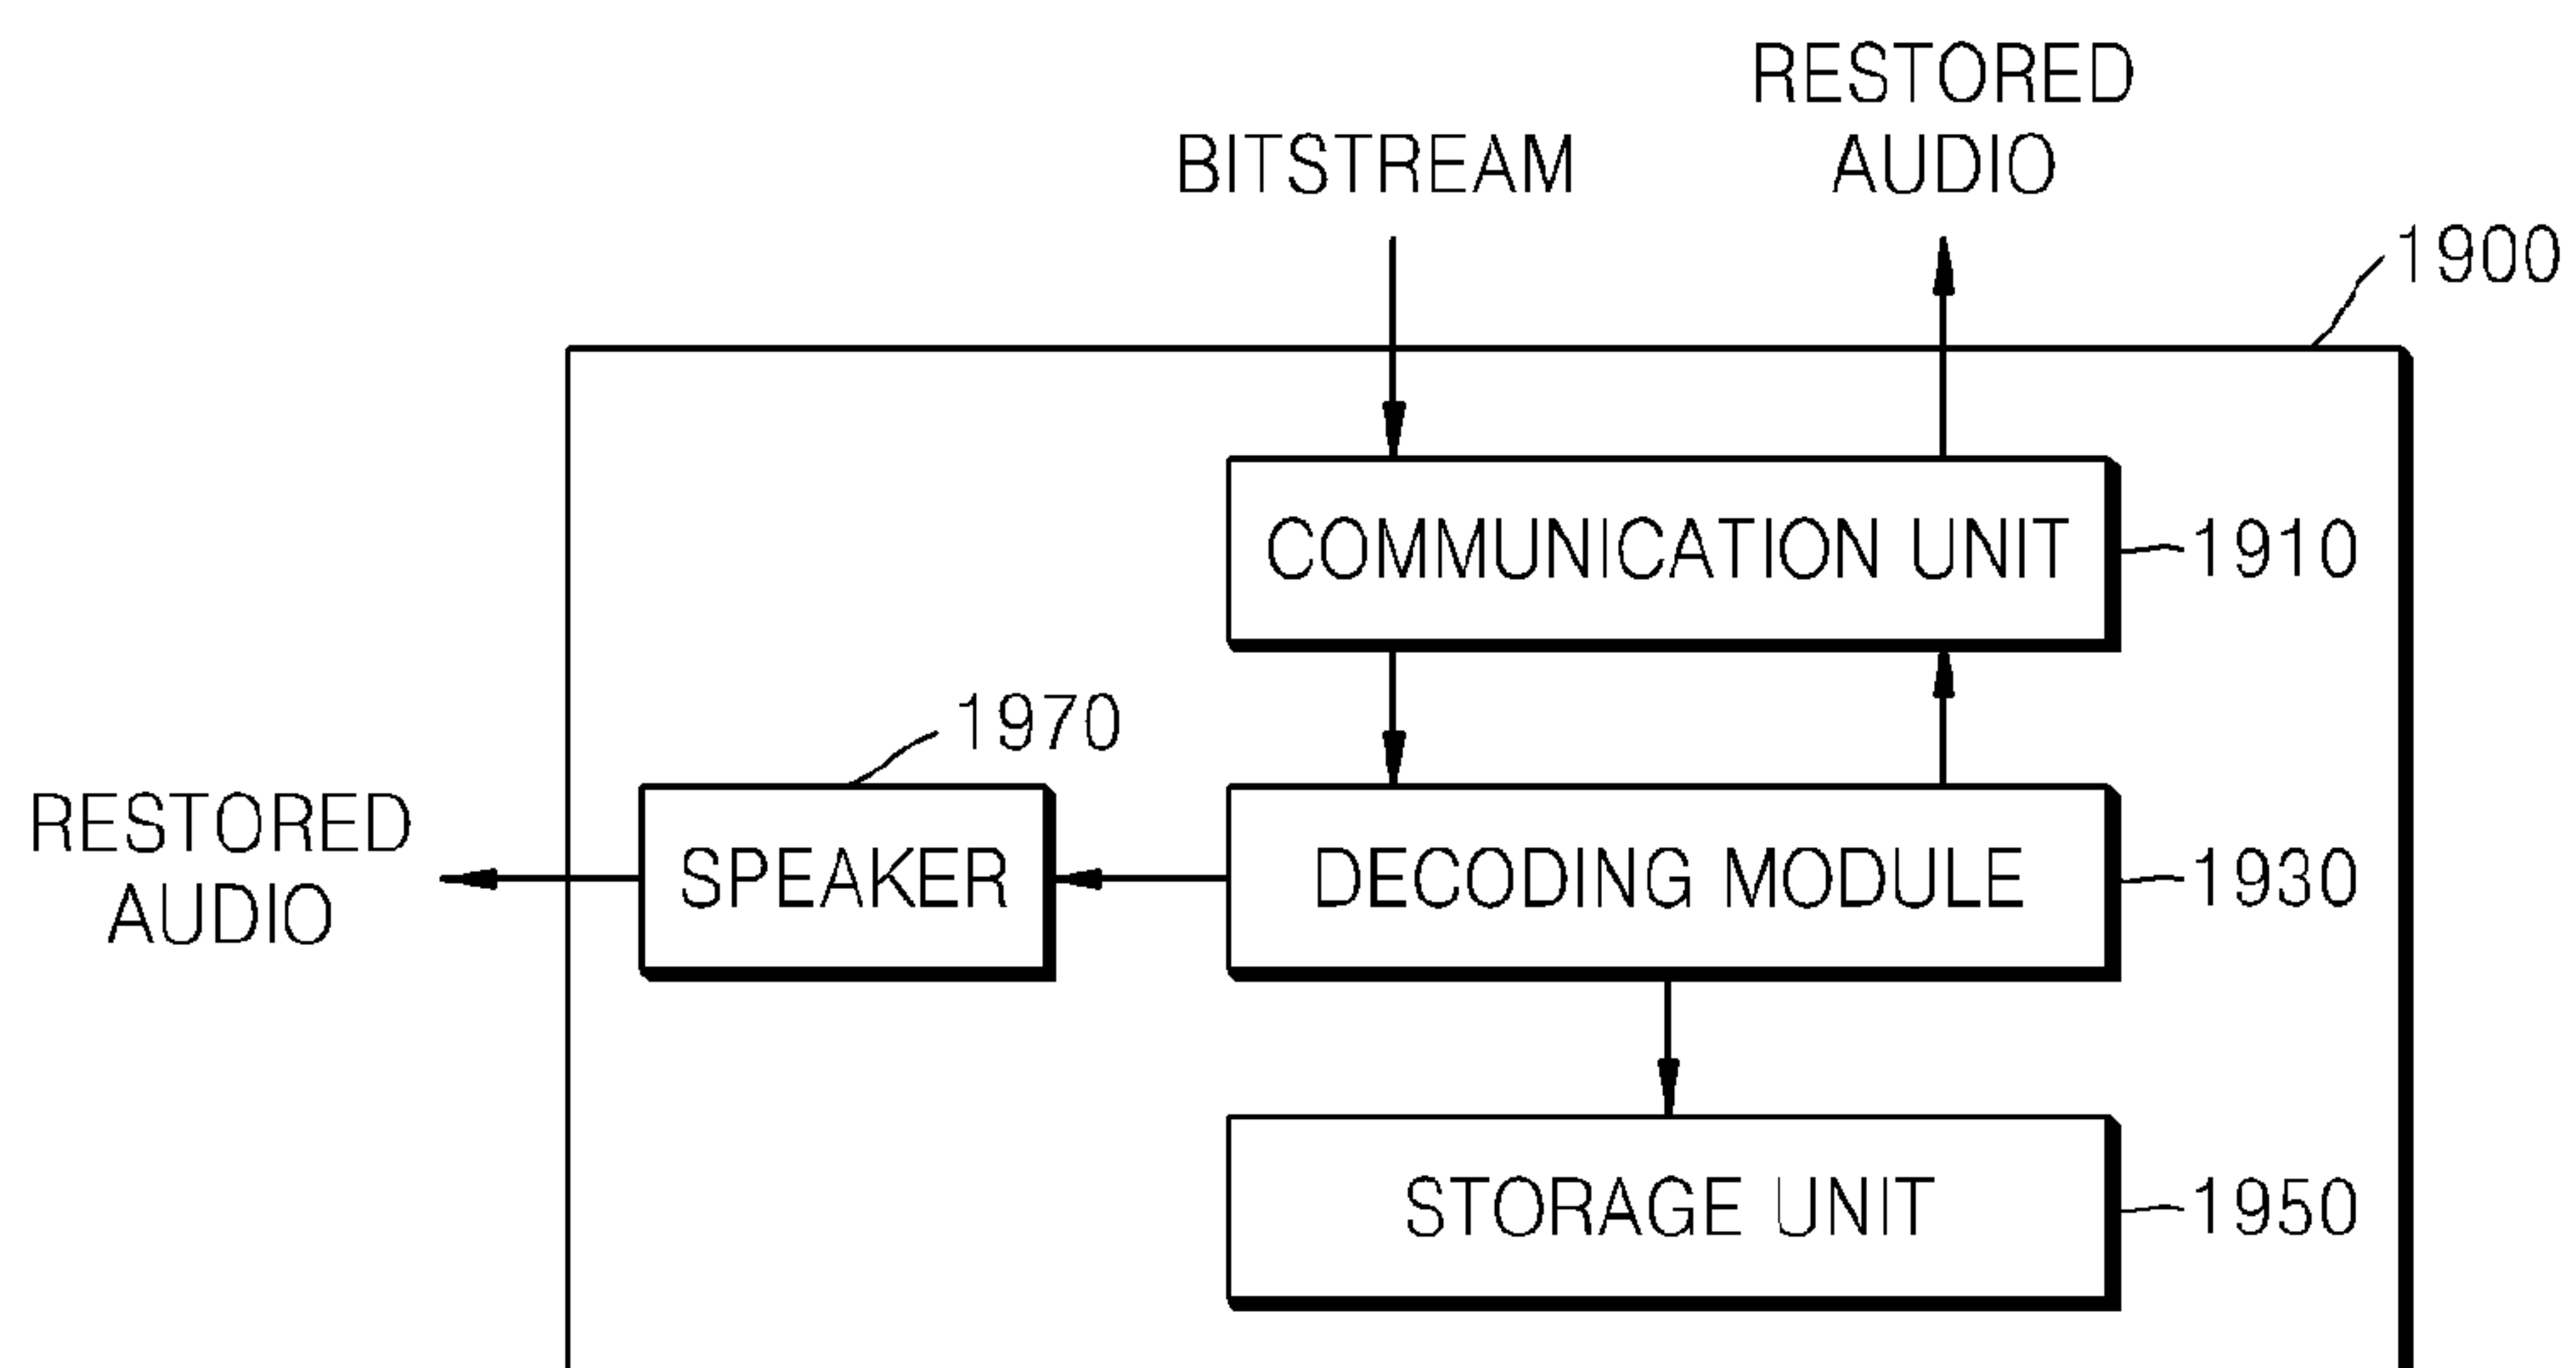 RESTORED
AUDIO
BITSTREAM
1900
COMMUNICATION UNIT
1910
1970
RESTORED
AUDIO
SPEAKER
DECODING MODULE
1930
STORAGE UNIT
1950